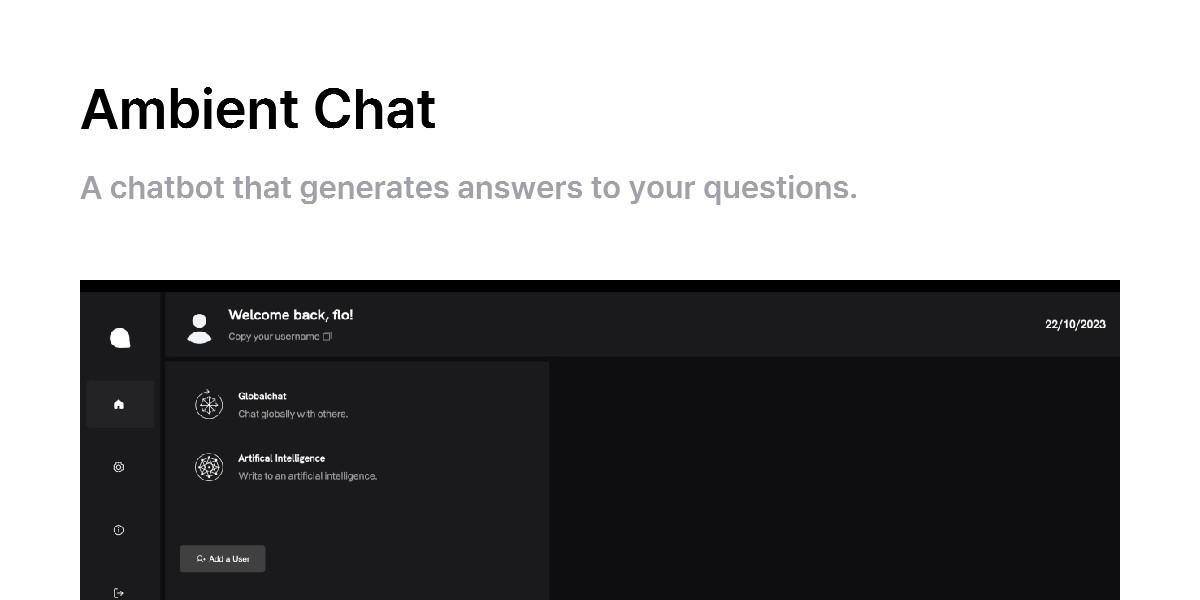 Ambient Chat
A chatbot that generates answers to your questions.
Welcome back, flo!
Copy your username
22/10/2023
Globalchat
Chat globally with others.
Artifical Intelligence
Write to an artificial intelligence.
Add a User